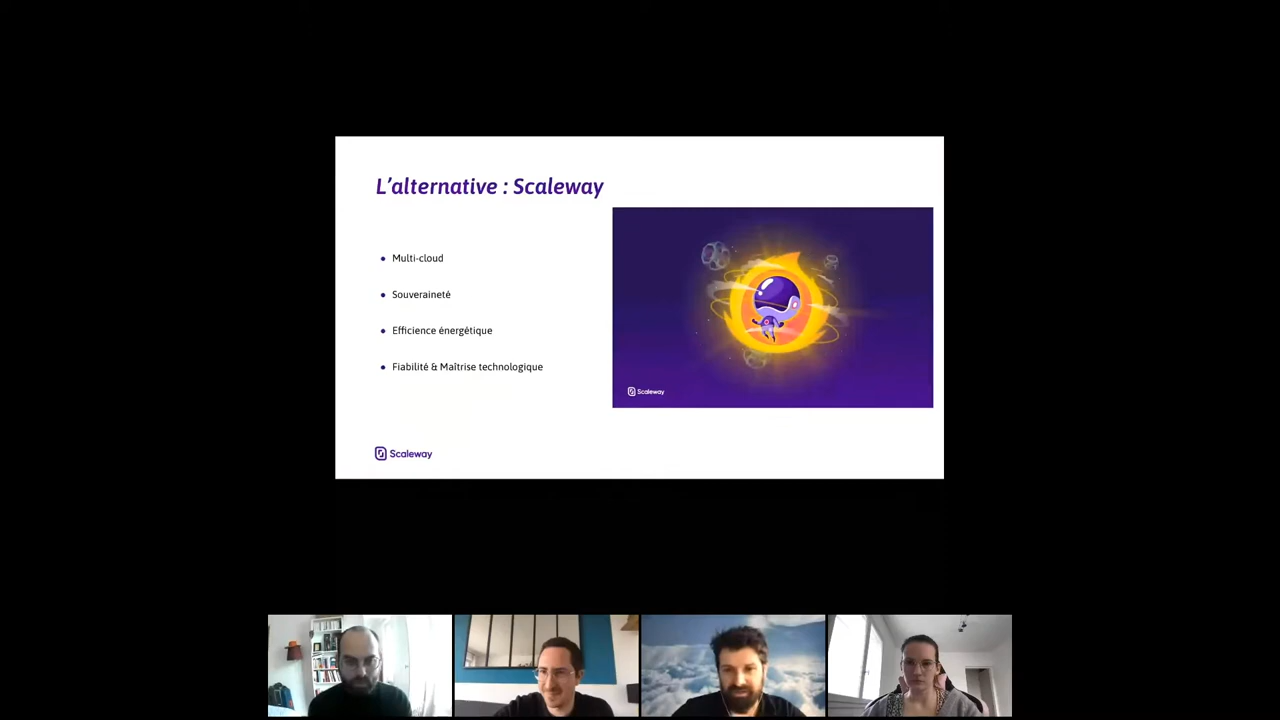 L'alternative : Scaleway
Multi-cloud
Souveraineté
Efficience énergétique
Fiabilité & Maîtrise technologique
Scaleway
Scaleway